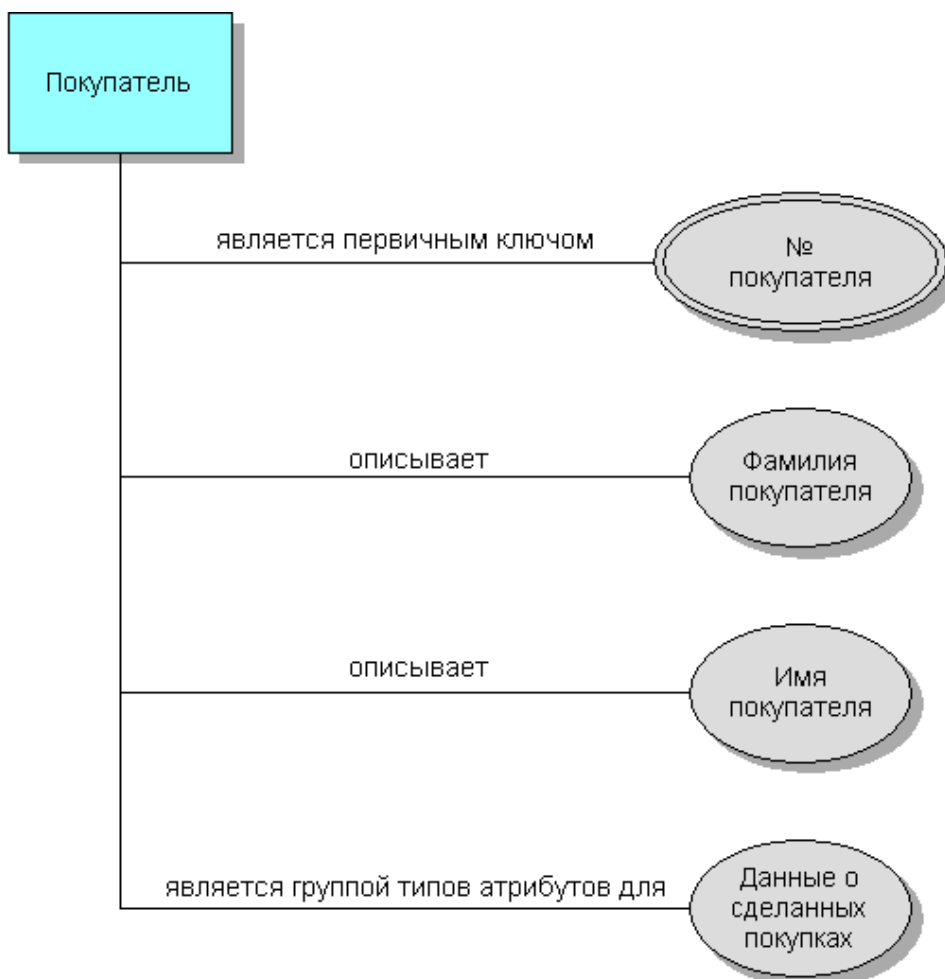 Покупатель
является первичным ключом
№
покупателя
описывает
Фамилия
покупателя
описывает
Имя
покупателя
является группой типов атрибутов для
Данные о
сделанных
покупках